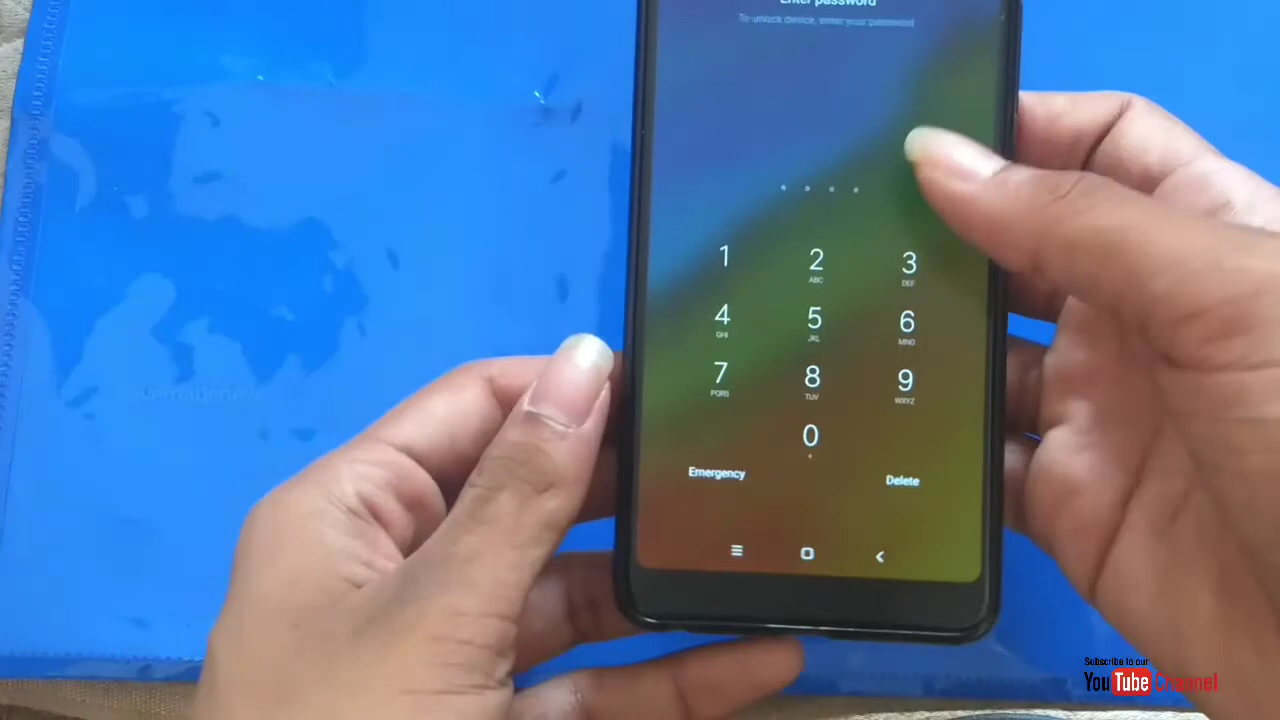 Enter password
To unlock device, enter your password
1
2
ABC
3
DEF
4
GHI
5
JKL
6
MNO
7
PQRS
8
TUV
9
WXYZ
0
Emergency
Delete
Subscribe to our
YouTube Channel